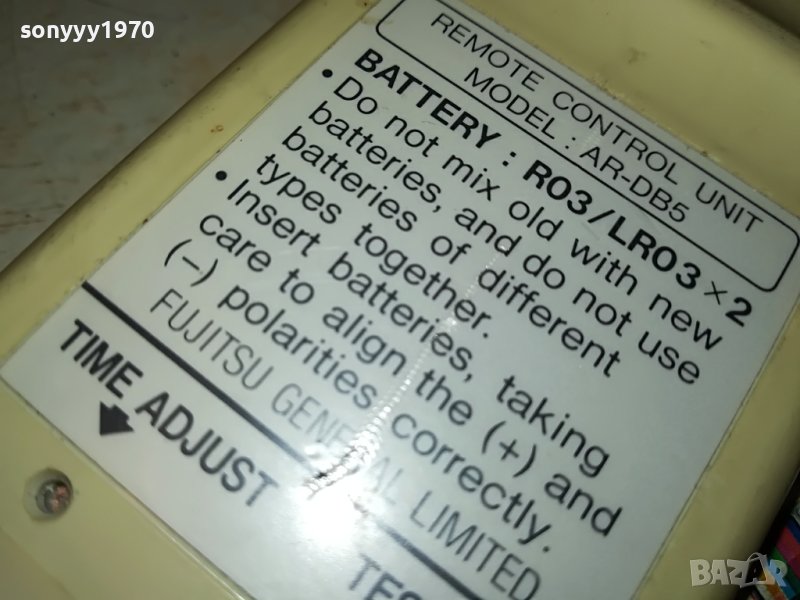 sonyyy1970
REMOTE CONTROL UNIT
MODEL : AR-DB5
BATTERY : R03/LR03×2
• Do not mix old with new
batteries, and do not use
batteries of different
types together.
• Insert batteries, taking
care to align the (+) and
(−) polarities correctly.
FUJITSU GENERAL LIMITED
TIME ADJUST
BAZAR